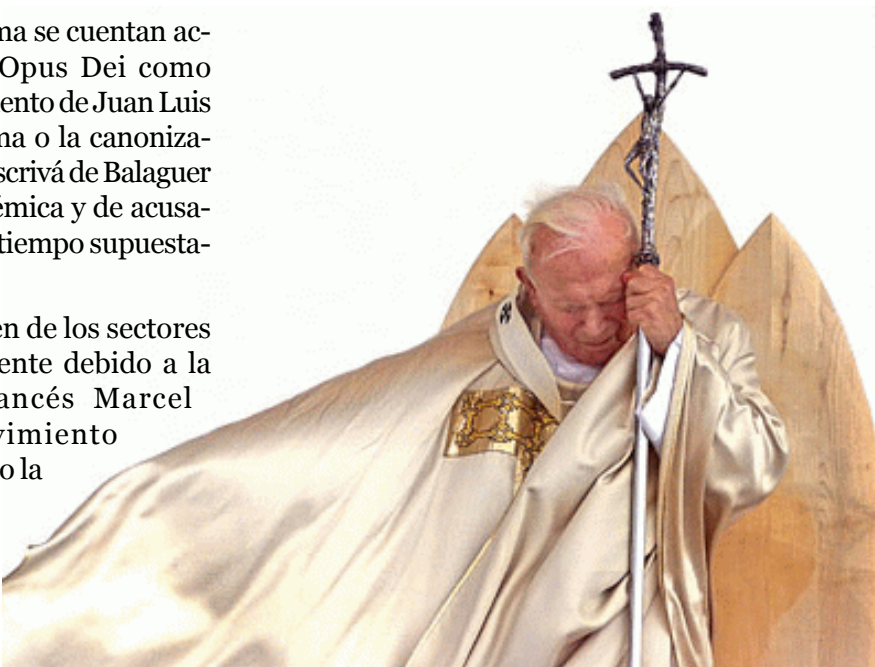 ma se cuentan ac-
Opus Dei como
ento de Juan Luis
na o la canoniza-
scrivá de Balaguer
émica y de acusa-
tiempo supuesta-
en de los sectores
ente debido a la
ancés Marcel
vimiento
o la